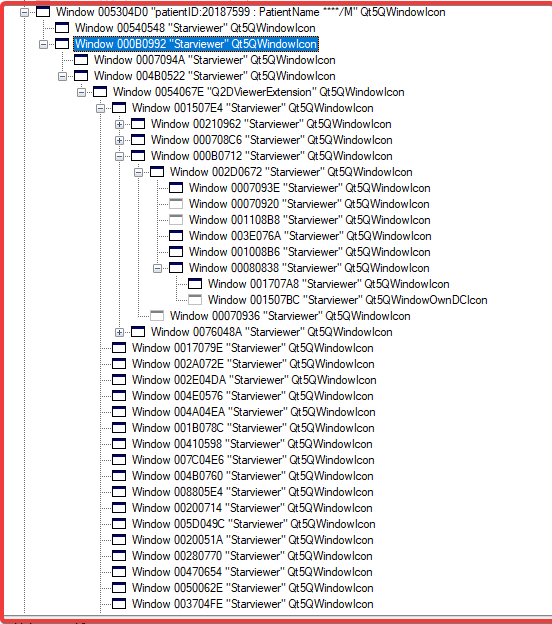 Window 005304D0 "patientID:20187599 : PatientName ****/M" Qt5QWindowIcon
Window 00540548 "Starviewer" Qt5QWindowIcon
Window 000B0992 "Starviewer" Qt5QWindowIcon
Window 0007094A "Starviewer" Qt5QWindowIcon
Window 004B0522 "Starviewer" Qt5QWindowIcon
Window 0054067E "Q2DViewerExtension" Qt5QWindowIcon
Window 001507E4 "Starviewer" Qt5QWindowIcon
Window 00210962 "Starviewer" Qt5QWindowIcon
Window 000708C6 "Starviewer" Qt5QWindowIcon
Window 000B0712 "Starviewer" Qt5QWindowIcon
Window 002D0672 "Starviewer" Qt5QWindowIcon
Window 0007093E "Starviewer" Qt5QWindowIcon
Window 00070920 "Starviewer" Qt5QWindowIcon
Window 001108B8 "Starviewer" Qt5QWindowIcon
Window 003E076A "Starviewer" Qt5QWindowIcon
Window 001008B6 "Starviewer" Qt5QWindowIcon
Window 00080838 "Starviewer" Qt5QWindowIcon
Window 001707A8 "Starviewer" Qt5QWindowIcon
Window 001507BC "Starviewer" Qt5QWindowOwnDCIcon
Window 00070936 "Starviewer" Qt5QWindowIcon
Window 0076048A "Starviewer" Qt5QWindowIcon
Window 0017079E "Starviewer" Qt5QWindowIcon
Window 002A072E "Starviewer" Qt5QWindowIcon
Window 002E04DA "Starviewer" Qt5QWindowIcon
Window 004E0576 "Starviewer" Qt5QWindowIcon
Window 004A04EA "Starviewer" Qt5QWindowIcon
Window 001B078C "Starviewer" Qt5QWindowIcon
Window 00410598 "Starviewer" Qt5QWindowIcon
Window 007C04E6 "Starviewer" Qt5QWindowIcon
Window 004B0760 "Starviewer" Qt5QWindowIcon
Window 008805E4 "Starviewer" Qt5QWindowIcon
Window 00200714 "Starviewer" Qt5QWindowIcon
Window 005D049C "Starviewer" Qt5QWindowIcon
Window 0020051A "Starviewer" Qt5QWindowIcon
Window 00280770 "Starviewer" Qt5QWindowIcon
Window 00470654 "Starviewer" Qt5QWindowIcon
Window 0050062E "Starviewer" Qt5QWindowIcon
Window 003704FE "Starviewer" Qt5QWindowIcon